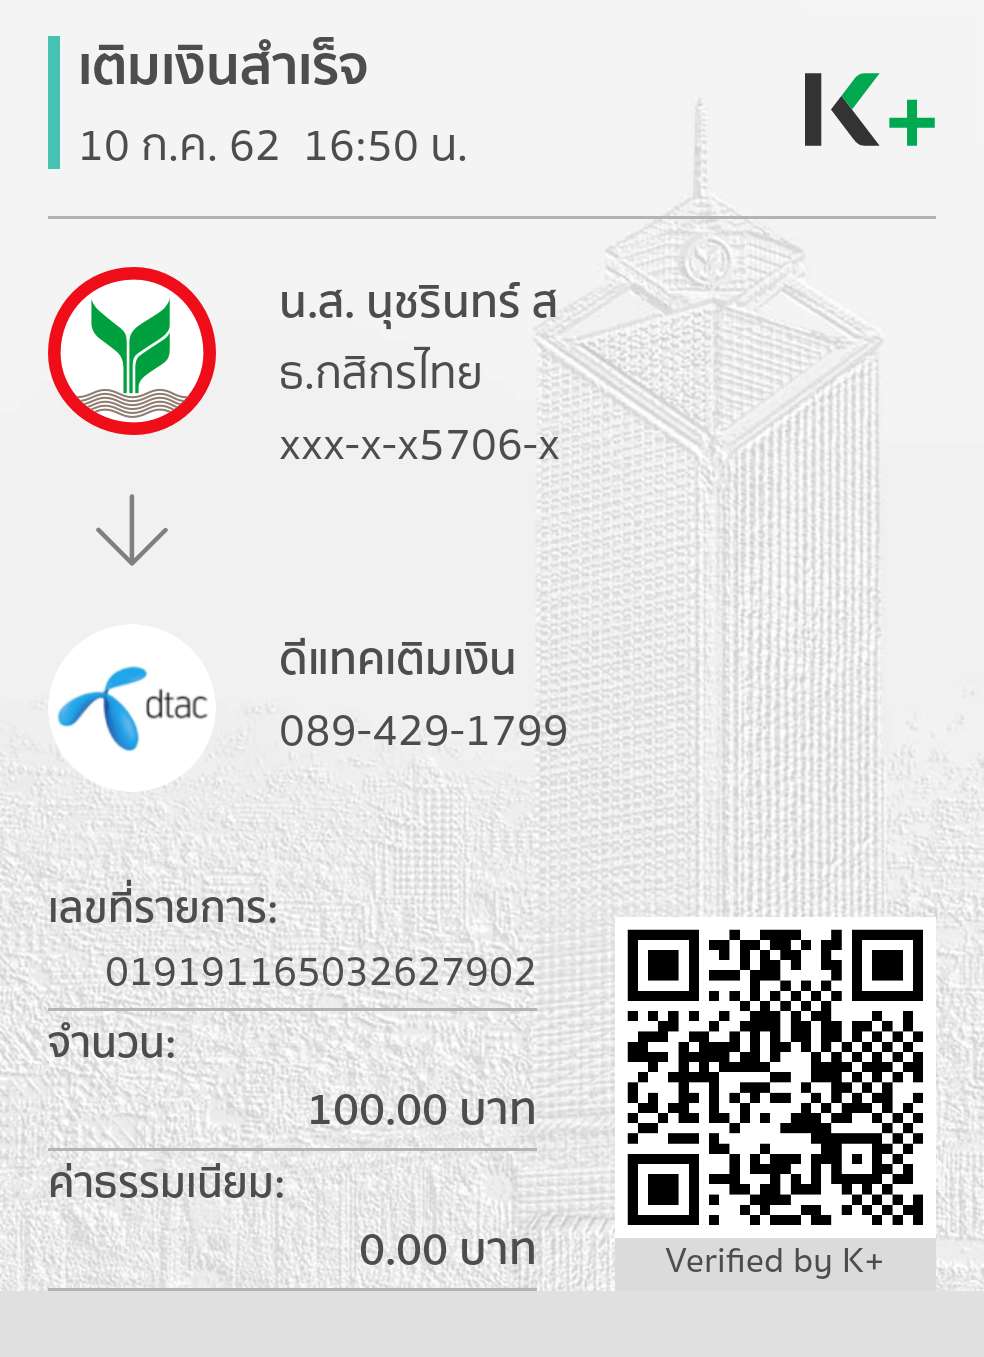 เติมเงินสำเร็จ
10 ก.ค. 62 16:50 น.
K+
น.ส. นุชรินทร์ ส
ธ.กสิกรไทย
xxx-x-x5706-x
dtac
ดีแทคเติมเงิน
089-429-1799
เลขที่รายการ:
019191165032627902
จำนวน:
100.00 บาท
ค่าธรรมเนียม:
0.00 บาท
Verified by K+